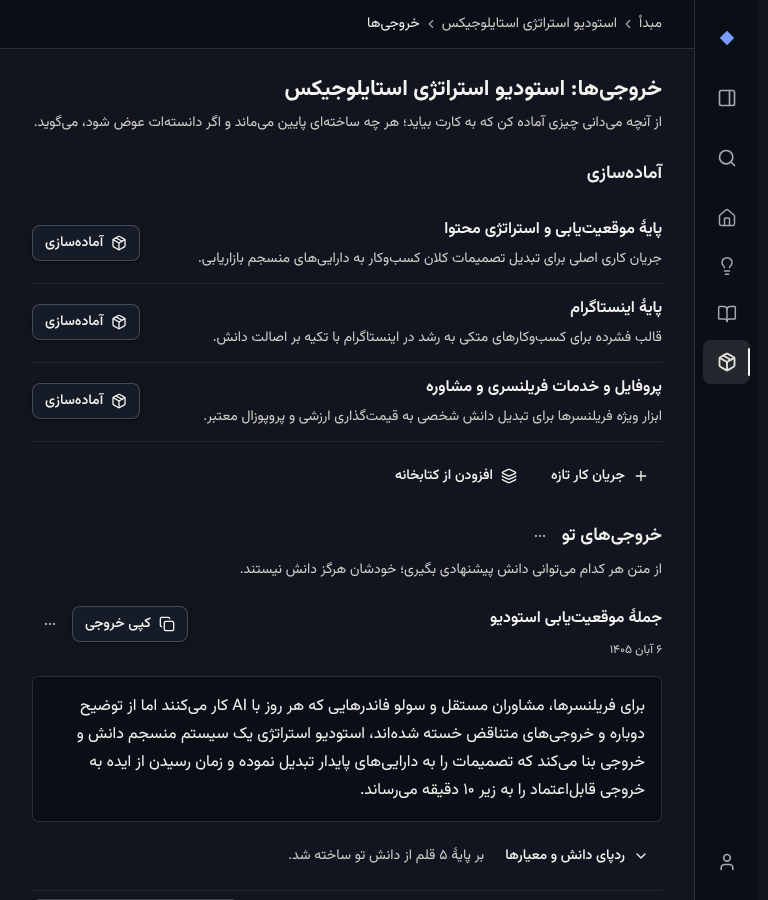 مبدأ › استودیو استراتژی استایلوجیکس › خروجی‌ها
خروجی‌ها: استودیو استراتژی استایلوجیکس
از آنچه می‌دانی چیزی آماده کن که به کارت بیاید؛ هر چه ساخته‌ای پایین می‌ماند و اگر دانسته‌ات عوض شود، می‌گوید.
آماده‌سازی
پایهٔ موقعیت‌یابی و استراتژی محتوا
جریان کاری اصلی برای تبدیل تصمیمات کلان کسب‌وکار به دارایی‌های منسجم بازاریابی.
آماده‌سازی
پایهٔ اینستاگرام
قالب فشرده برای کسب‌وکارهای متکی به رشد در اینستاگرام با تکیه بر اصالت دانش.
آماده‌سازی
پروفایل و خدمات فریلنسری و مشاوره
ابزار ویژه فریلنسرها برای تبدیل دانش شخصی به قیمت‌گذاری ارزشی و پروپوزال معتبر.
آماده‌سازی
جریان کار تازه
افزودن از کتابخانه
خروجی‌های تو
از متن هر کدام می‌توانی دانش پیشنهادی بگیری؛ خودشان هرگز دانش نیستند.
جملهٔ موقعیت‌یابی استودیو
کپی خروجی
۶ آبان ۱۴۰۵
برای فریلنسرها، مشاوران مستقل و سولو فاندرهایی که هر روز با AI کار می‌کنند اما از توضیح
دوباره و خروجی‌های متناقض خسته شده‌اند، استودیو استراتژی یک سیستم منسجم دانش و
خروجی بنا می‌کند که تصمیمات را به دارایی‌های پایدار تبدیل نموده و زمان رسیدن از ایده به
خروجی قابل‌اعتماد را به زیر ۱۰ دقیقه می‌رساند.
ردپای دانش و معیارها
بر پایهٔ ۵ قلم از دانش تو ساخته شد.